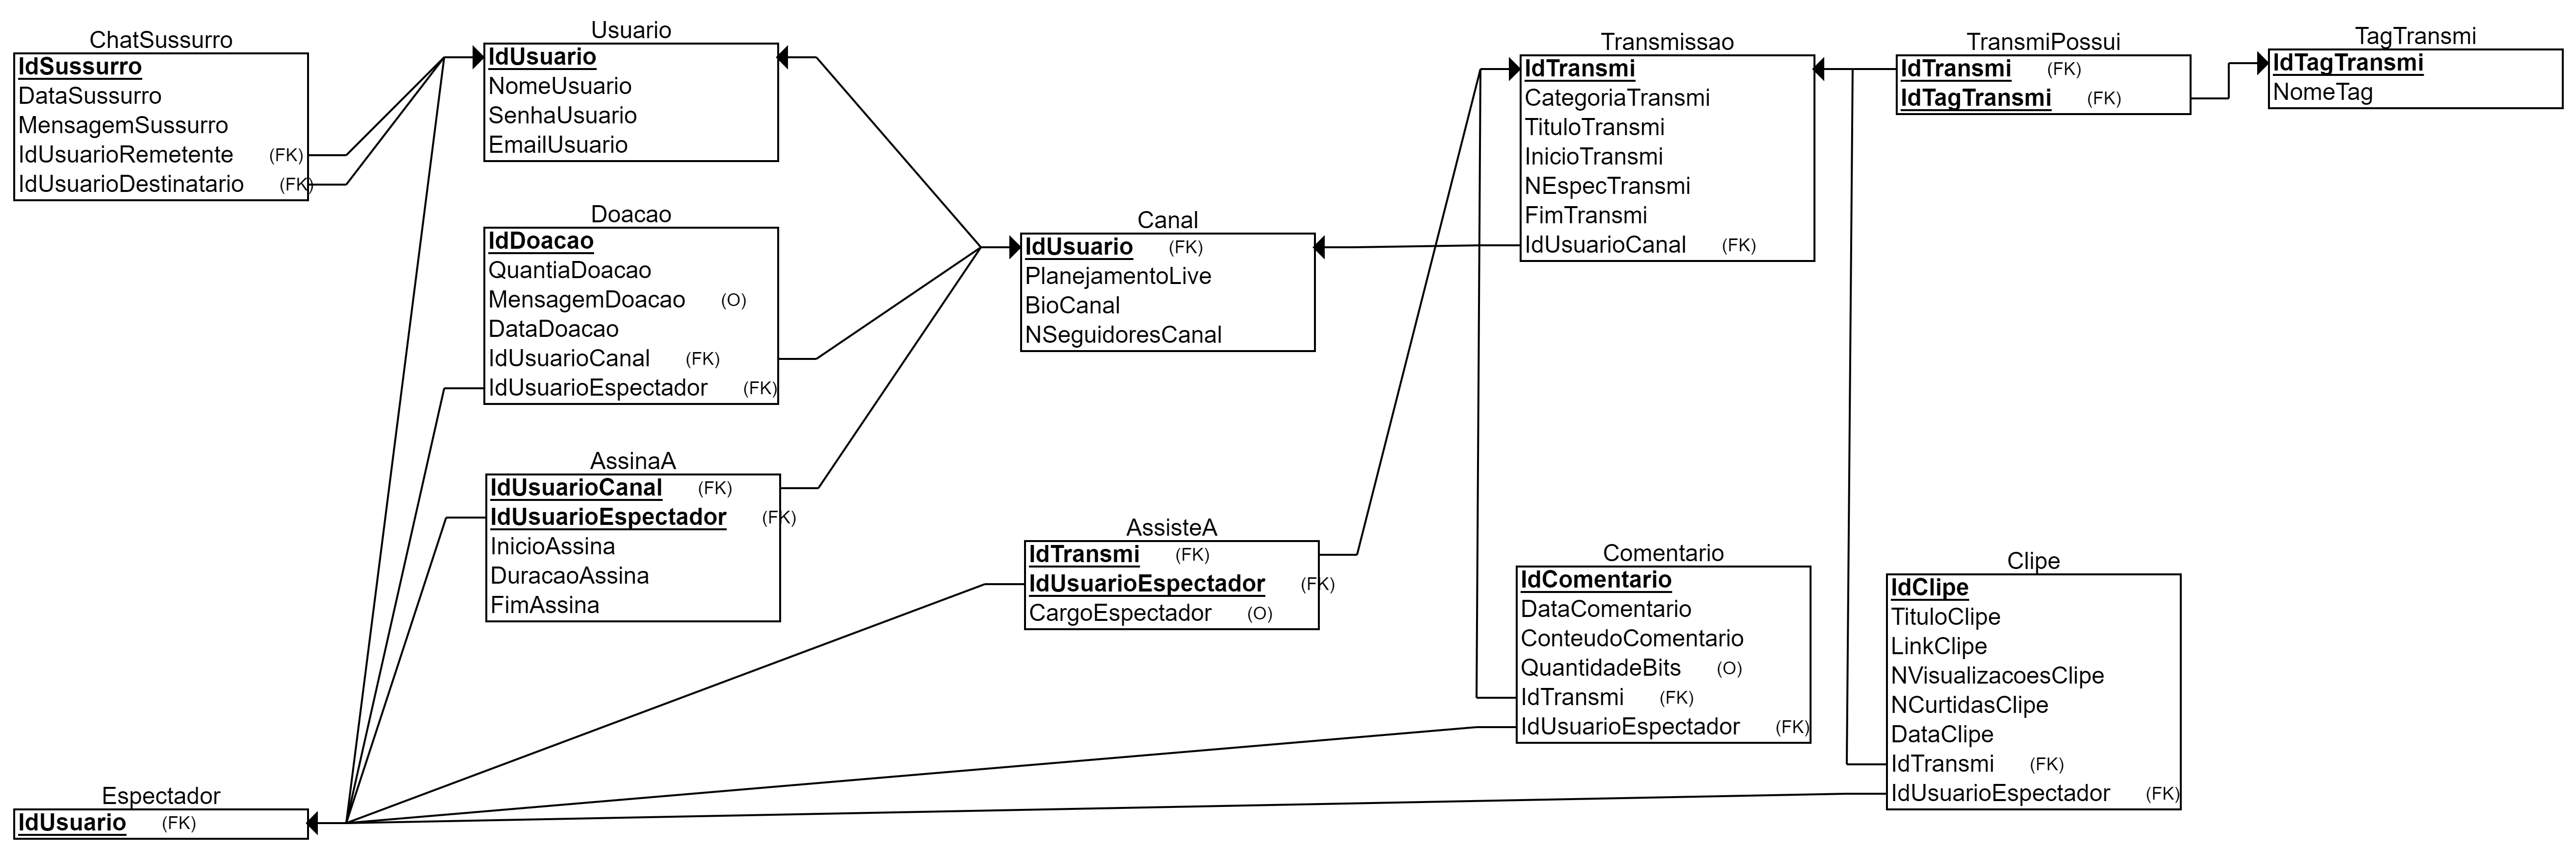 ChatSussurro
IdSussurro
DataSussurro
MensagemSussurro
IdUsuarioRemetente (FK)
IdUsuarioDestinatario (FK)
Usuario
IdUsuario
NomeUsuario
SenhaUsuario
EmailUsuario
Doacao
IdDoacao
QuantiaDoacao
MensagemDoacao (O)
DataDoacao
IdUsuarioCanal (FK)
IdUsuarioEspectador (FK)
AssinaA
IdUsuarioCanal (FK)
IdUsuarioEspectador (FK)
InicioAssina
DuracaoAssina
FimAssina
Espectador
IdUsuario (FK)
Canal
IdUsuario (FK)
PlanejamentoLive
BioCanal
NSeguidoresCanal
AssisteA
IdTransmi (FK)
IdUsuarioEspectador (FK)
CargoEspectador (O)
Transmissao
IdTransmi
CategoriaTransmi
TituloTransmi
InicioTransmi
NEspecTransmi
FimTransmi
IdUsuarioCanal (FK)
Comentario
IdComentario
DataComentario
ConteudoComentario
QuantidadeBits (O)
IdTransmi (FK)
IdUsuarioEspectador (FK)
TransmiPossui
IdTransmi (FK)
IdTagTransmi (FK)
TagTransmi
IdTagTransmi
NomeTag
Clipe
IdClipe
TituloClipe
LinkClipe
NVisualizacoesClipe
NCurtidasClipe
DataClipe
IdTransmi (FK)
IdUsuarioEspectador (FK)